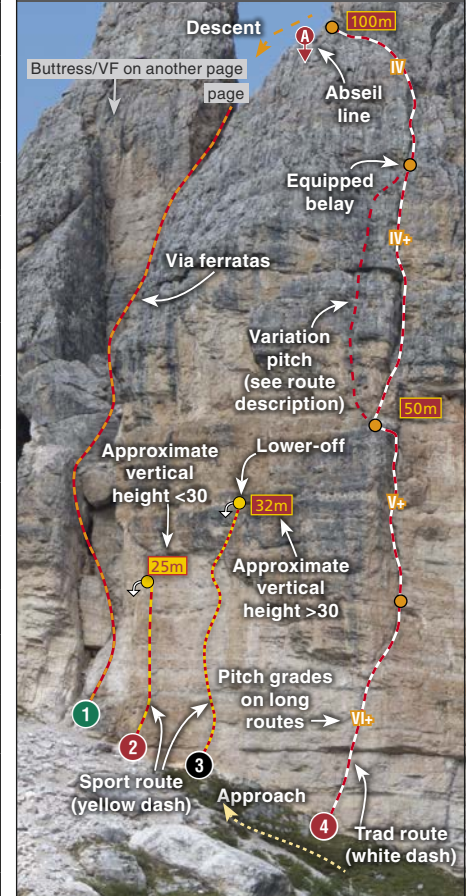 Descent
A
100m
IV
Buttress/VF on another page
page
Abseil
line
Equipped
belay
IV+
Via ferratas
Variation
pitch
(see route
description)
50m
Approximate
vertical
height <30
Lower-off
32m
V+
25m
Approximate
vertical
height >30
Pitch grades
on long
routes
VI+
1
2
3
4
Sport route
(yellow dash)
Approach
Trad route
(white dash)